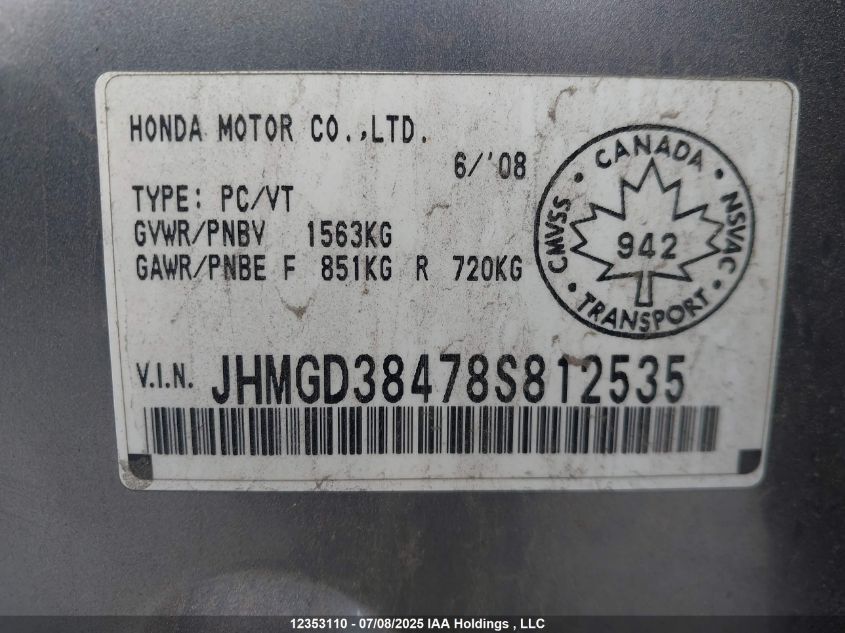 HONDA MOTOR CO.,LTD.
6/'08
TYPE: PC/VT
GVWR/PNBV 1563KG
GAWR/PNBE F 851KG R 720KG
CANADA
CMVSS
942
NSVAC
TRANSPORT
V.I.N. JHMGD38478S812535
12353110 - 07/08/2025 IAA Holdings , LLC